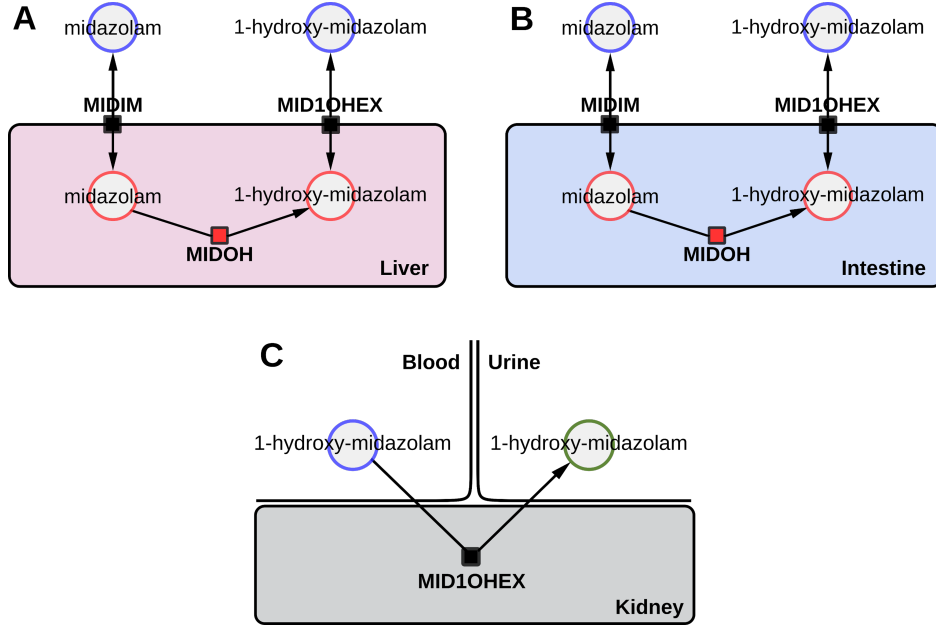 A
midazolam
1-hydroxy-midazolam
MIDIM
MID1OHEX
midazolam
1-hydroxy-midazolam
MIDOH
Liver
B
midazolam
1-hydroxy-midazolam
MIDIM
MID1OHEX
midazolam
1-hydroxy-midazolam
MIDOH
Intestine
C
Blood
Urine
1-hydroxy-midazolam
1-hydroxy-midazolam
MID1OHEX
Kidney